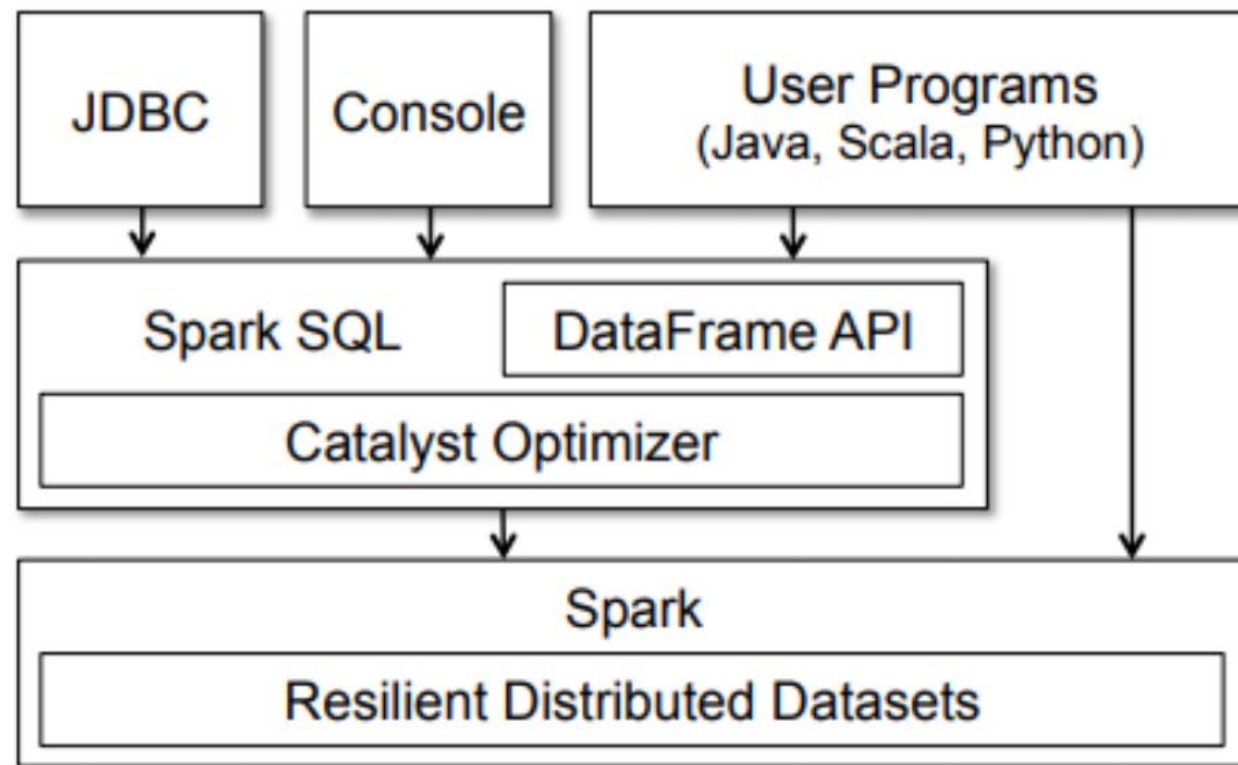 JDBC
Console
User Programs
(Java, Scala, Python)
Spark SQL
DataFrame API
Catalyst Optimizer
Spark
Resilient Distributed Datasets